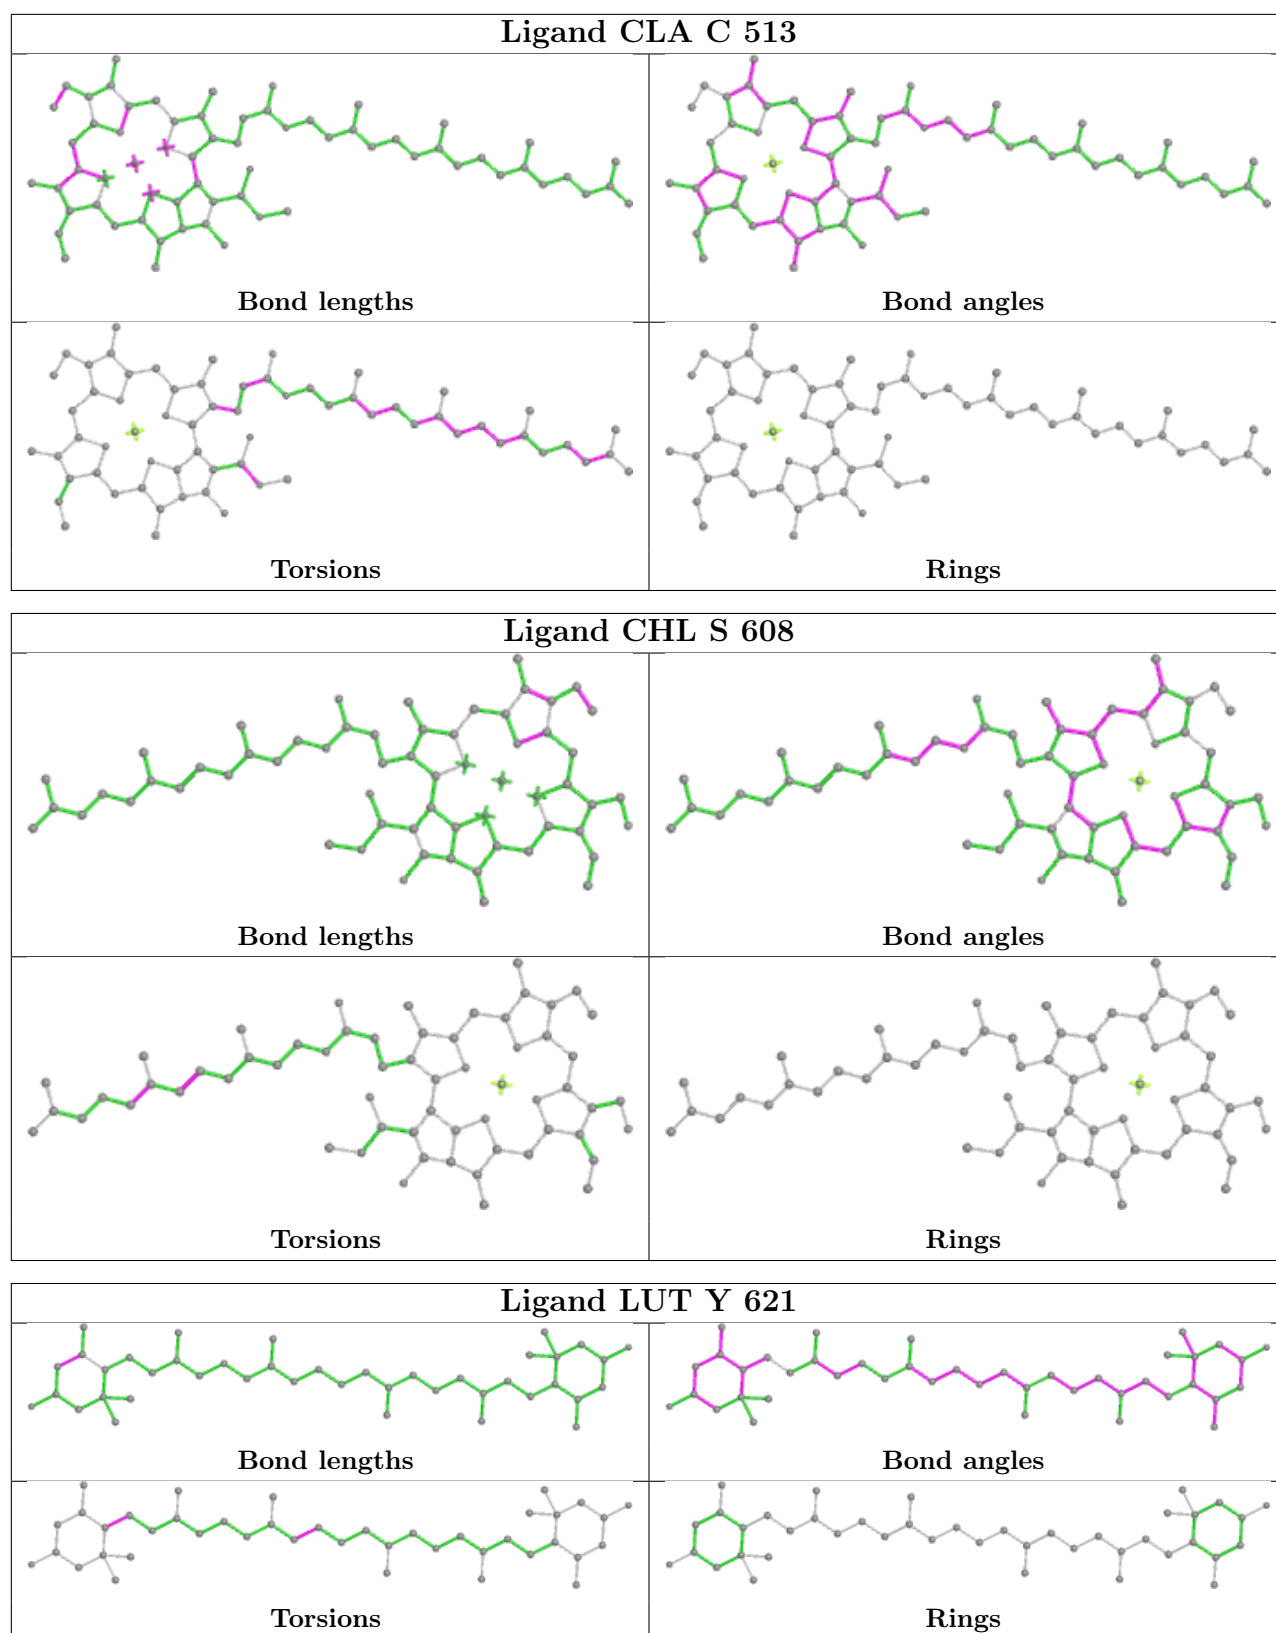 Ligand CLA C 513
Bond lengths
Bond angles
Torsions
Rings
Ligand CHL S 608
Bond lengths
Bond angles
Torsions
Rings
Ligand LUT Y 621
Bond lengths
Bond angles
Torsions
Rings